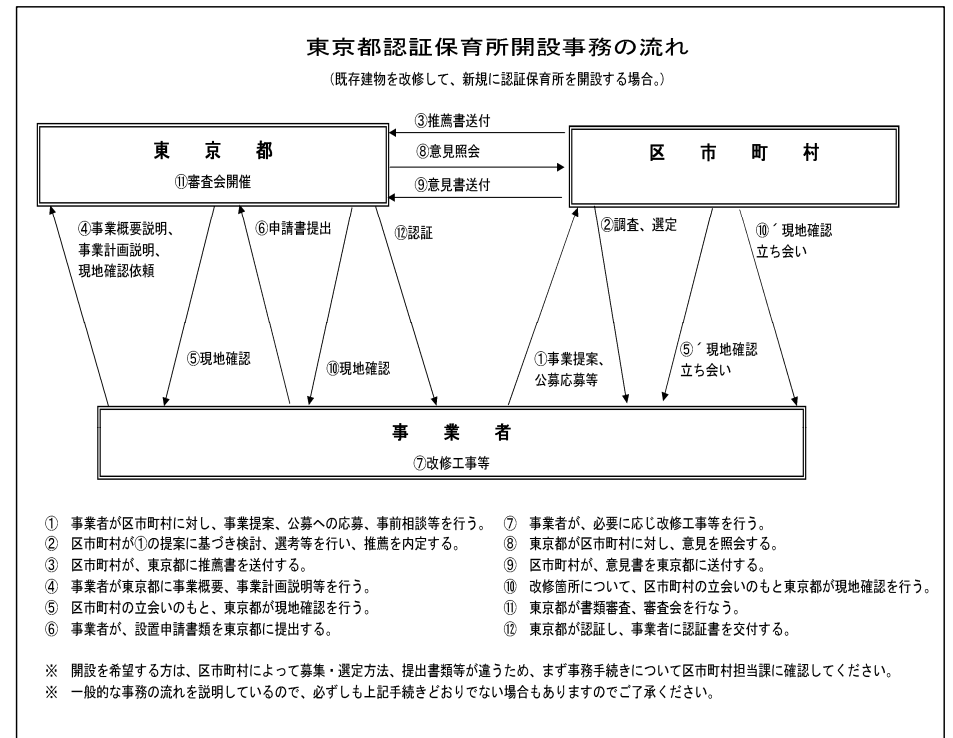 東京都認証保育所開設事務の流れ
（既存建物を改修して、新規に認証保育所を開設する場合。）
③推薦書送付
東　京　都
⑧意見照会
区　市　町　村
⑪審査会開催
⑨意見書送付
④事業概要説明、
事業計画説明、
現地確認依頼
⑥申請書提出
⑫認証
②調査、選定
⑩´現地確認
立ち会い
⑤現地確認
⑩現地確認
①事業提案、
公募応募等
⑤´現地確認
立ち会い
事　業　者
⑦改修工事等
①　事業者が区市町村に対し、事業提案、公募への応募、事前相談等を行う。
②　区市町村が①の提案に基づき検討、選考等を行い、推薦を内定する。
③　区市町村が、東京都に推薦書を送付する。
④　事業者が東京都に事業概要、事業計画説明等を行う。
⑤　区市町村の立会いのもと、東京都が現地確認を行う。
⑥　事業者が、設置申請書類を東京都に提出する。
⑦　事業者が、必要に応じ改修工事等を行う。
⑧　東京都が区市町村に対し、意見を照会する。
⑨　区市町村が、意見書を東京都に送付する。
⑩　改修箇所について、区市町村の立会いのもと東京都が現地確認を行う。
⑪　東京都が書類審査、審査会を行なう。
⑫　東京都が認証し、事業者に認証書を交付する。
※　開設を希望する方は、区市町村によって募集・選定方法、提出書類等が違うため、まず事務手続きについて区市町村担当課に確認してください。
※　一般的な事務の流れを説明しているので、必ずしも上記手続きどおりでない場合もありますのでご了承ください。